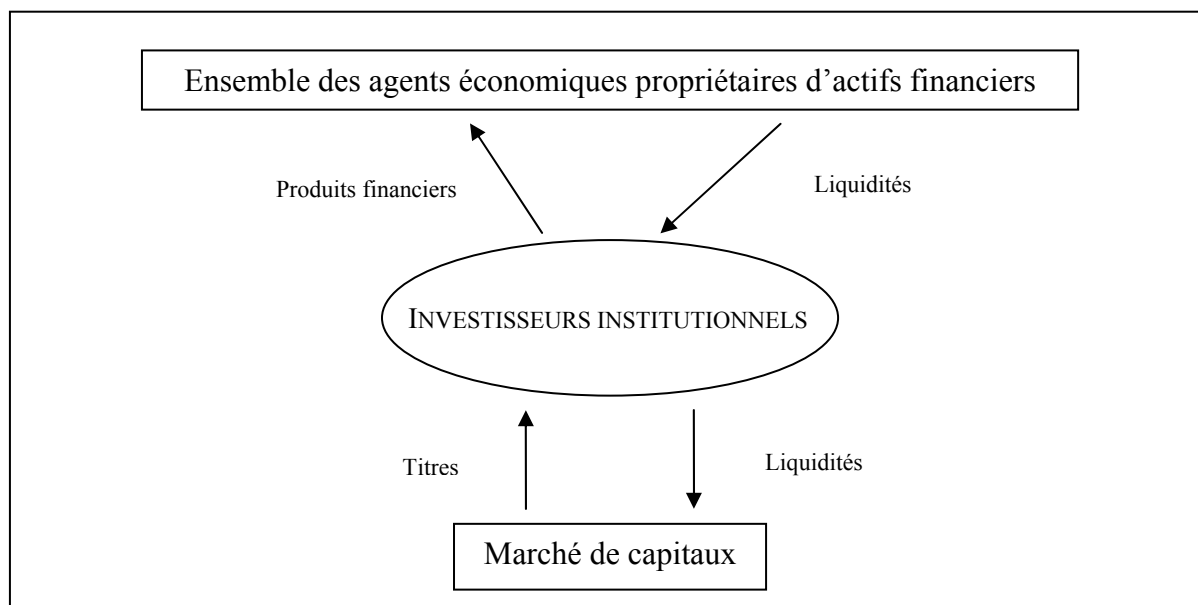 Ensemble des agents économiques propriétaires d’actifs financiers
Produits financiers
Liquidités
INVESTISSEURS INSTITUTIONNELS
Titres
Liquidités
Marché de capitaux